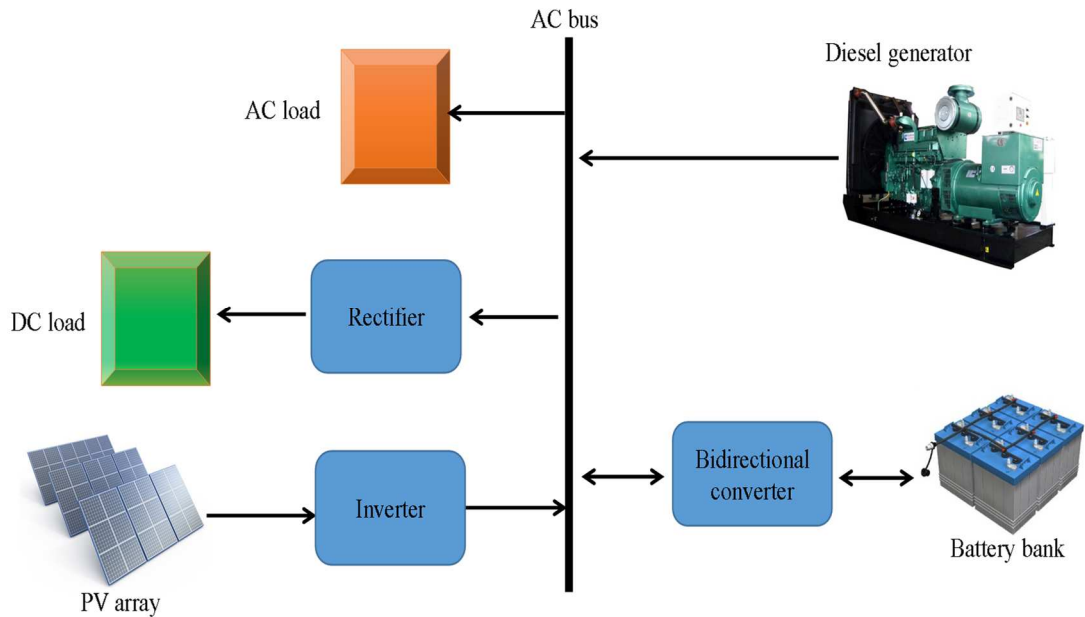 AC bus
Diesel generator
AC load
DC load
Rectifier
Inverter
Bidirectional
converter
PV array
Battery bank